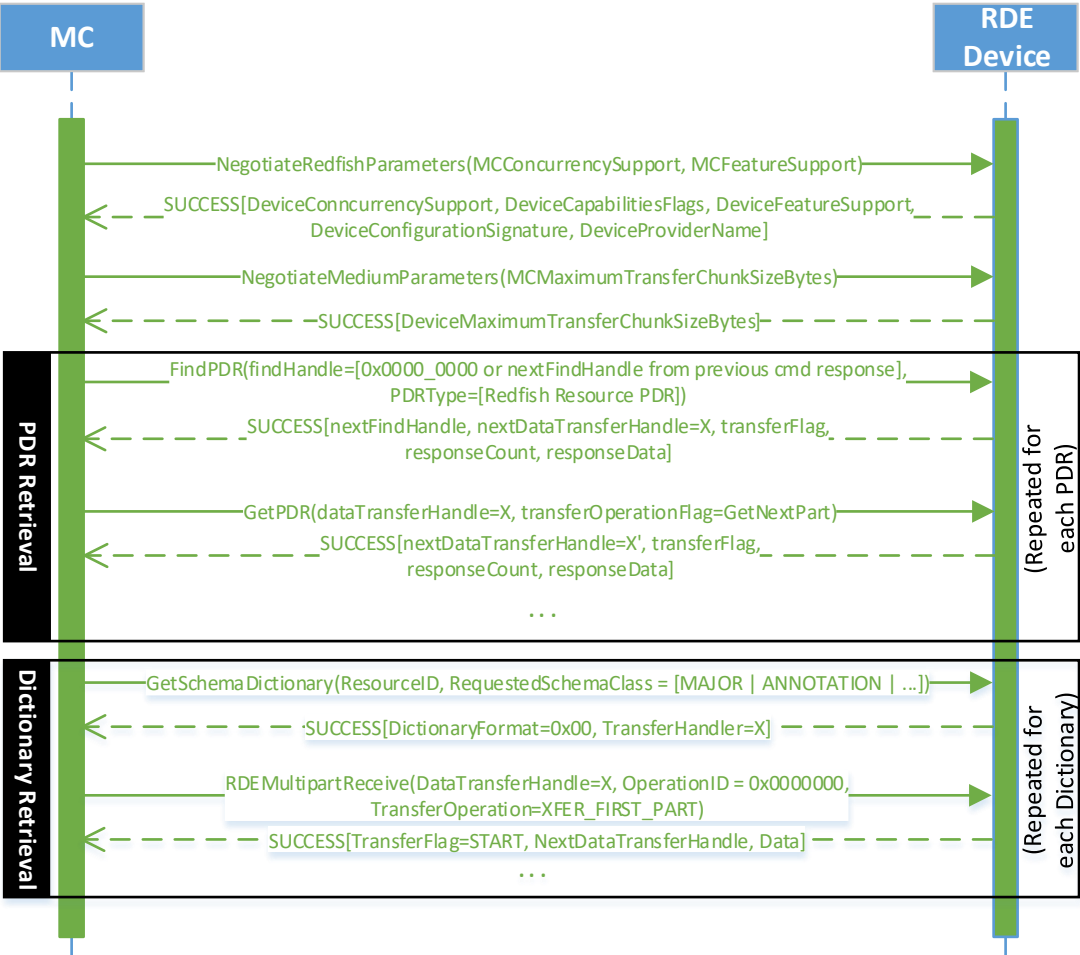 MC
RDE
Device
NegotiateRedfishParameters(MCConcurrencySupport, MCFeatureSupport)
SUCCESS[DeviceConncurrencySupport, DeviceCapabilitiesFlags, DeviceFeatureSupport,
DeviceConfigurationSignature, DeviceProviderName]
NegotiateMediumParameters(MCMaximumTransferChunkSizeBytes)
SUCCESS[DeviceMaximumTransferChunkSizeBytes]
PDR Retrieval
FindPDR(findHandle=[0x0000_0000 or nextFindHandle from previous cmd response],
PDRType=[Redfish Resource PDR])
SUCCESS[nextFindHandle, nextDataTransferHandle=X, transferFlag,
responseCount, responseData]
GetPDR(dataTransferHandle=X, transferOperationFlag=GetNextPart)
SUCCESS[nextDataTransferHandle=X', transferFlag,
responseCount, responseData]
...
(Repeated for
each PDR)
Dictionary Retrieval
GetSchemaDictionary(ResourceID, RequestedSchemaClass = [MAJOR | ANNOTATION | ...])
SUCCESS[DictionaryFormat=0x00, TransferHandler=X]
RDEMultipartReceive(DataTransferHandle=X, OperationID = 0x0000000,
TransferOperation=XFER_FIRST_PART)
SUCCESS[TransferFlag=START, NextDataTransferHandle, Data]
...
(Repeated for
each Dictionary)